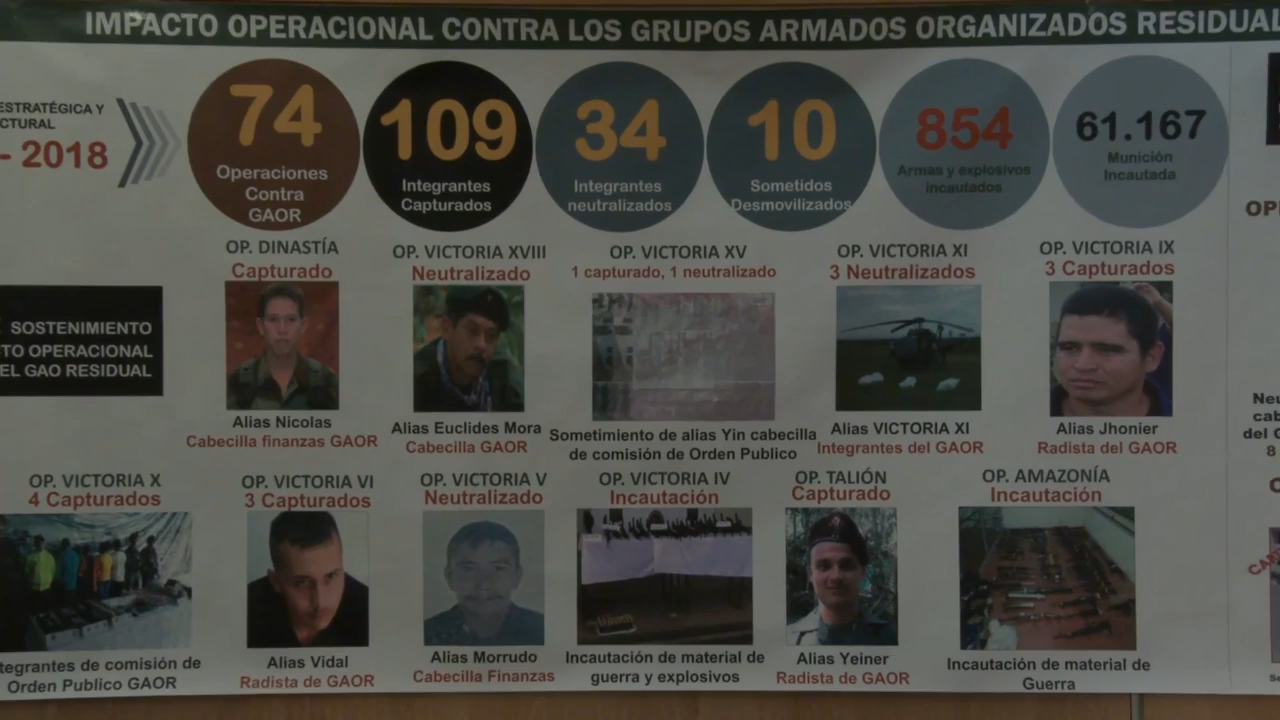 IMPACTO OPERACIONAL CONTRA LOS GRUPOS ARMADOS ORGANIZADOS RESIDUAL
ESTRATÉGICA Y
CTURAL
- 2018
74
Operaciones
Contra
GAOR
109
Integrantes
Capturados
34
Integrantes
neutralizados
10
Sometidos
Desmovilizados
854
Armas y explosivos
incautados
61.167
Munición
Incautada
OP. DINASTÍA
Capturado
Alias Nicolas
Cabecilla finanzas GAOR
OP. VICTORIA XVIII
Neutralizado
Alias Euclides Mora
Cabecilla GAOR
OP. VICTORIA XV
1 capturado, 1 neutralizado
Sometimiento de alias Yin cabecilla
de comisión de Orden Publico
OP. VICTORIA XI
3 Neutralizados
Alias VICTORIA XI
Integrantes del GAOR
OP. VICTORIA IX
3 Capturados
Alias Jhonier
Radista del GAOR
SOSTENIMIENTO
TO OPERACIONAL
EL GAO RESIDUAL
OP. VICTORIA X
4 Capturados
tegrantes de comisión de
Orden Publico GAOR
OP. VICTORIA VI
3 Capturados
Alias Vidal
Radista de GAOR
OP. VICTORIA V
Neutralizado
Alias Morrudo
Cabecilla Finanzas
OP. VICTORIA IV
Incautación
Incautación de material de
guerra y explosivos
OP. TALIÓN
Capturado
Alias Yeiner
Radista de GAOR
OP. AMAZONÍA
Incautación
Incautación de material de
Guerra
Neu
cab
del G
8